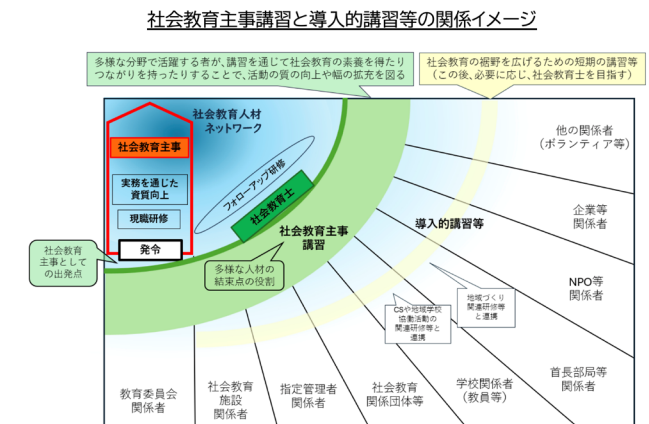 社会教育主事講習と導入的講習等の関係イメージ
多様な分野で活躍する者が、講習を通じて社会教育の素養を得たり
つながりを持ったりすることで、活動の質の向上や幅の拡充を図る
社会教育の裾野を広げるための短期の講習等
（この後、必要に応じ、社会教育士を目指す）
社会教育人材
ネットワーク
社会教育主事
実務を通じた
資質向上
現職研修
発令
フォローアップ研修
社会教育士
社会教育主事
講習
導入的講習等
社会教育
主事として
の出発点
多様な人材の
結束点の役割
CSや地域学校
協働活動の
関連研修等と
連携
地域づくり
関連研修等
と連携
他の関係者
（ボランティア等）
企業等
関係者
NPO等
関係者
首長部局等
関係者
学校関係者
（教員等）
社会教育
関係団体等
指定管理者
関係者
社会教育
施設
関係者
教育委員会
関係者